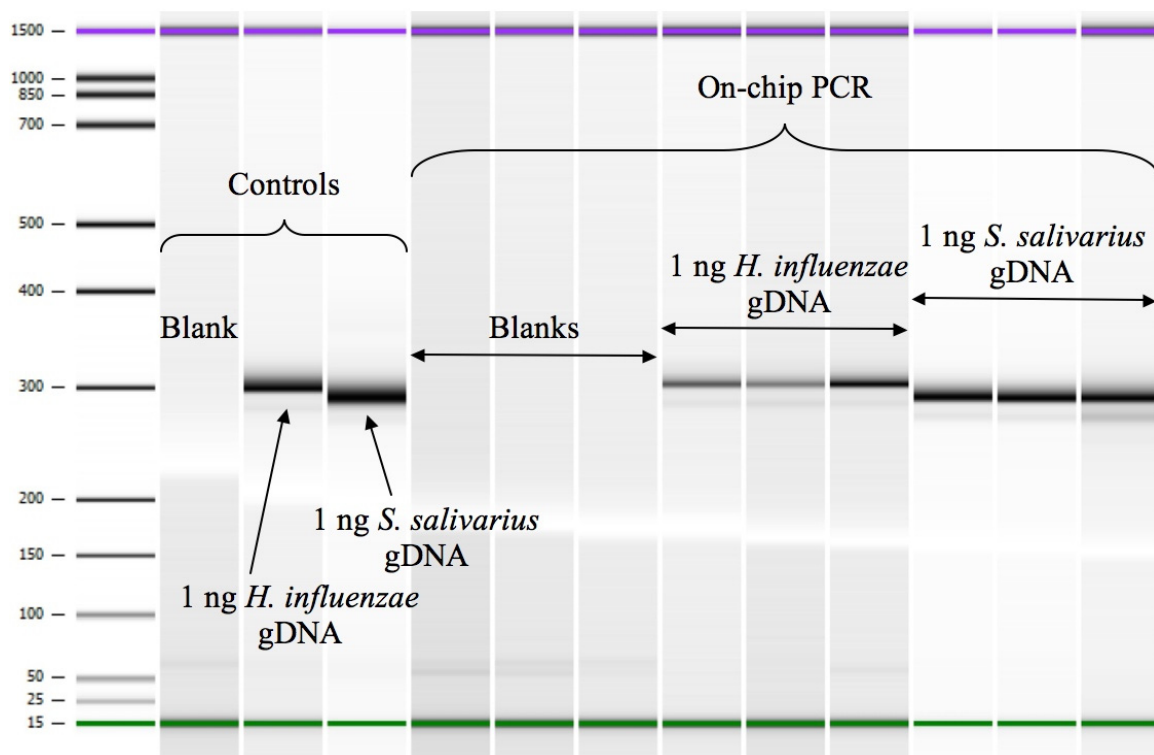 1500
1000
850
700
500
400
300
200
150
100
50
25
15
On-chip PCR
Controls
1 ng S. salivarius
gDNA
1 ng H. influenzae
gDNA
Blank
Blanks
1 ng S. salivarius
gDNA
1 ng H. influenzae
gDNA